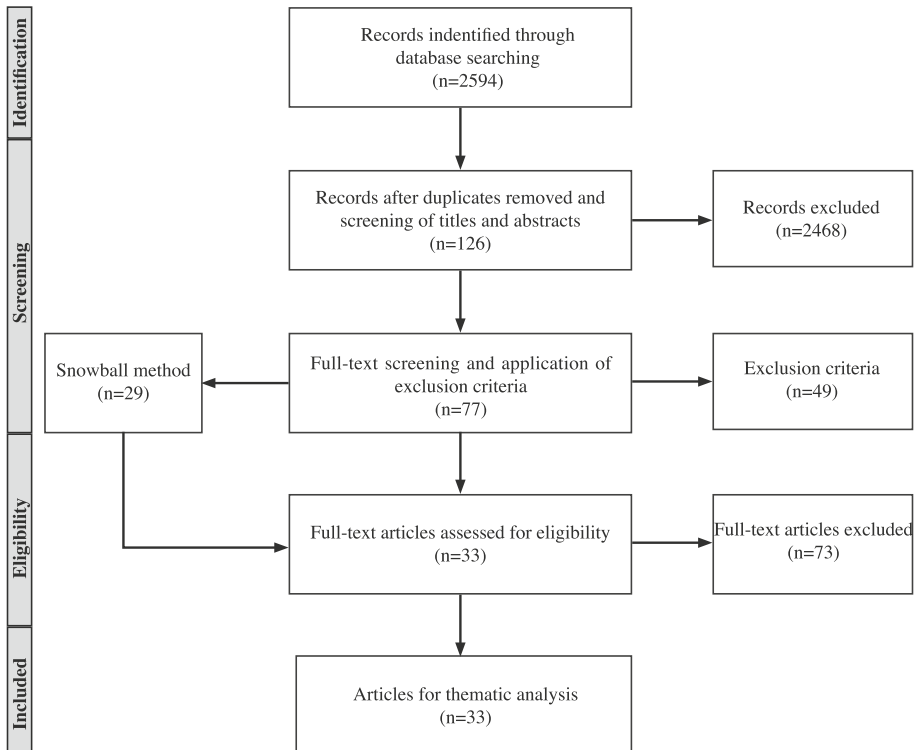 Identification
Records indentified through
database searching
(n=2594)
Screening
Records after duplicates removed and
screening of titles and abstracts
(n=126)
Records excluded
(n=2468)
Snowball method
(n=29)
Full-text screening and application of
exclusion criteria
(n=77)
Exclusion criteria
(n=49)
Eligibility
Full-text articles assessed for eligibility
(n=33)
Full-text articles excluded
(n=73)
Included
Articles for thematic analysis
(n=33)